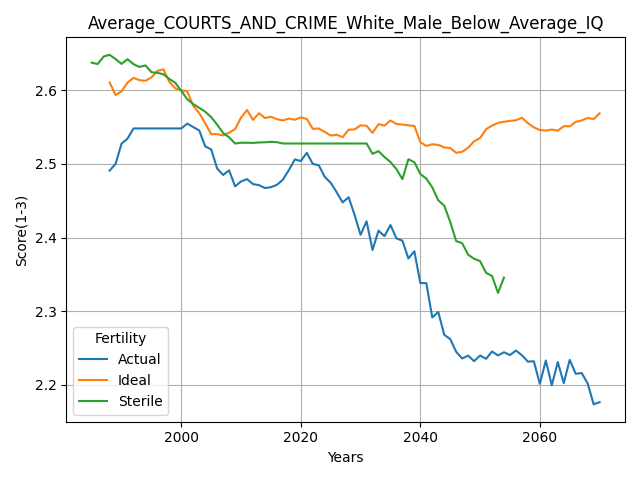 Average_COURTS_AND_CRIME_White_Male_Below_Average_IQ
Score(1-3)
2.6
2.5
2.4
2.3
2.2
Fertility
Actual
Ideal
Sterile
2000 2020 2040 2060
Years